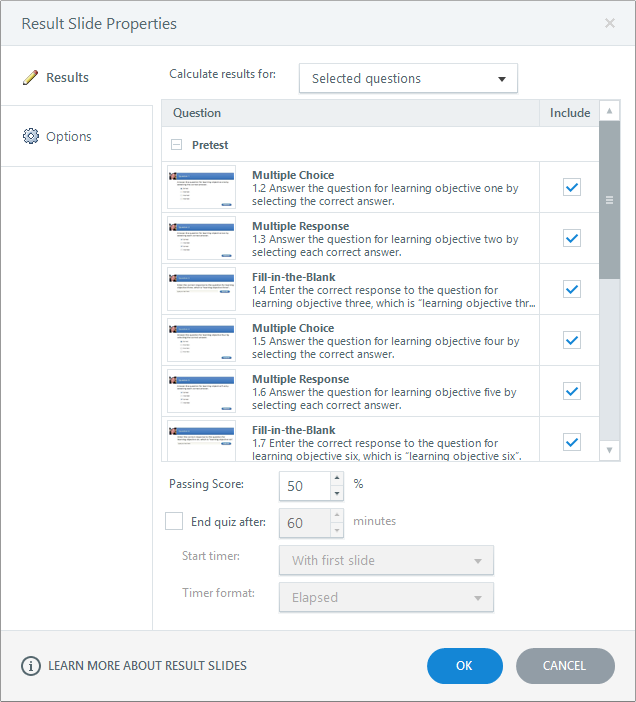 Result Slide Properties
Results
Options
Calculate results for:
Selected questions
Question
Include
Pretest
Multiple Choice
1.2 Answer the question for learning objective one by
selecting the correct answer.
Multiple Response
1.3 Answer the question for learning objective two by
selecting each correct answer.
Fill-in-the-Blank
1.4 Enter the correct response to the question for
learning objective three, which is “learning objective thr...
Multiple Choice
1.5 Answer the question for learning objective four by
selecting the correct answer.
Multiple Response
1.6 Answer the question for learning objective five by
selecting each correct answer.
Fill-in-the-Blank
1.7 Enter the correct response to the question for
learning objective six, which is “learning objective six”.
Passing Score:
50
%
End quiz after:
60
minutes
Start timer:
With first slide
Timer format:
Elapsed
LEARN MORE ABOUT RESULT SLIDES
OK
CANCEL